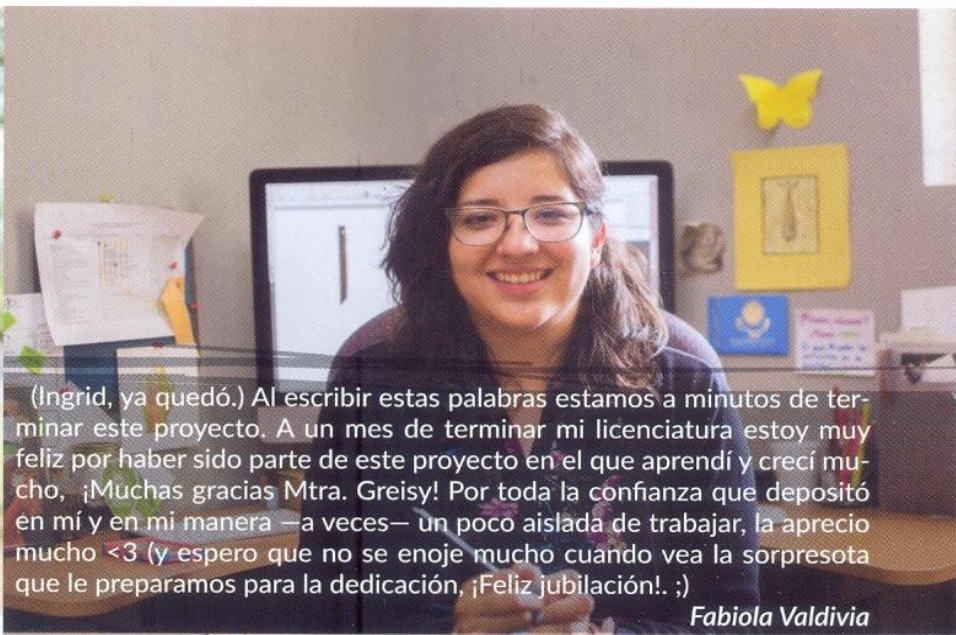 (Ingrid, ya quedó.) Al escribir estas palabras estamos a minutos de ter-
minar este proyecto. A un mes de terminar mi licenciatura estoy muy
feliz por haber sido parte de este proyecto en el que aprendí y crecí mu-
cho, ¡Muchas gracias Mtra. Greisy! Por toda la confianza que depositó
en mí y en mi manera —a veces— un poco aislada de trabajar, la aprecio
mucho <3 (y espero que no se enoje mucho cuando vea la sorpresota
que le preparamos para la dedicación, ¡Feliz jubilación!. ;)
Fabiola Valdivia